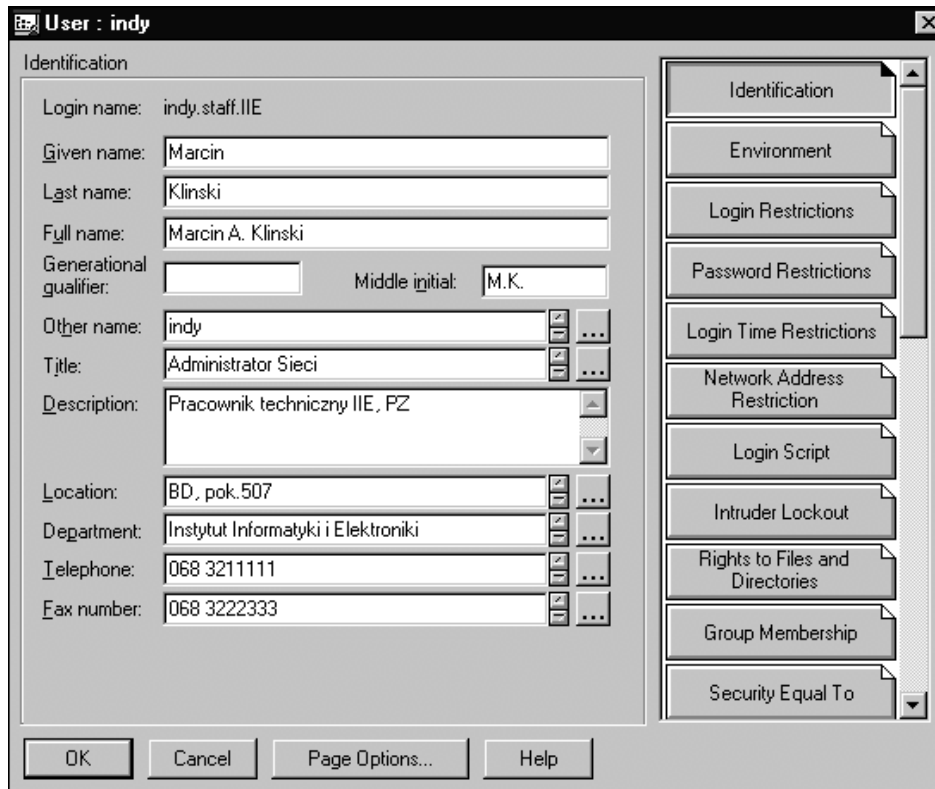 User : indy
Identification
Login name: indy.staff.IIE
Given name: Marcin
Last name: Klinski
Full name: Marcin A. Klinski
Generational
qualifier:
Middle initial: M.K.
Other name: indy ...
Title: Administrator Sieci ...
Description: Pracownik techniczny IIE, PZ
Location: BD, pok.507 ...
Department: Instytut Informatyki i Elektroniki ...
Telephone: 068 3211111 ...
Fax number: 068 3222333 ...
OK Cancel Page Options... Help
Identification
Environment
Login Restrictions
Password Restrictions
Login Time Restrictions
Network Address
Restriction
Login Script
Intruder Lockout
Rights to Files and
Directories
Group Membership
Security Equal To